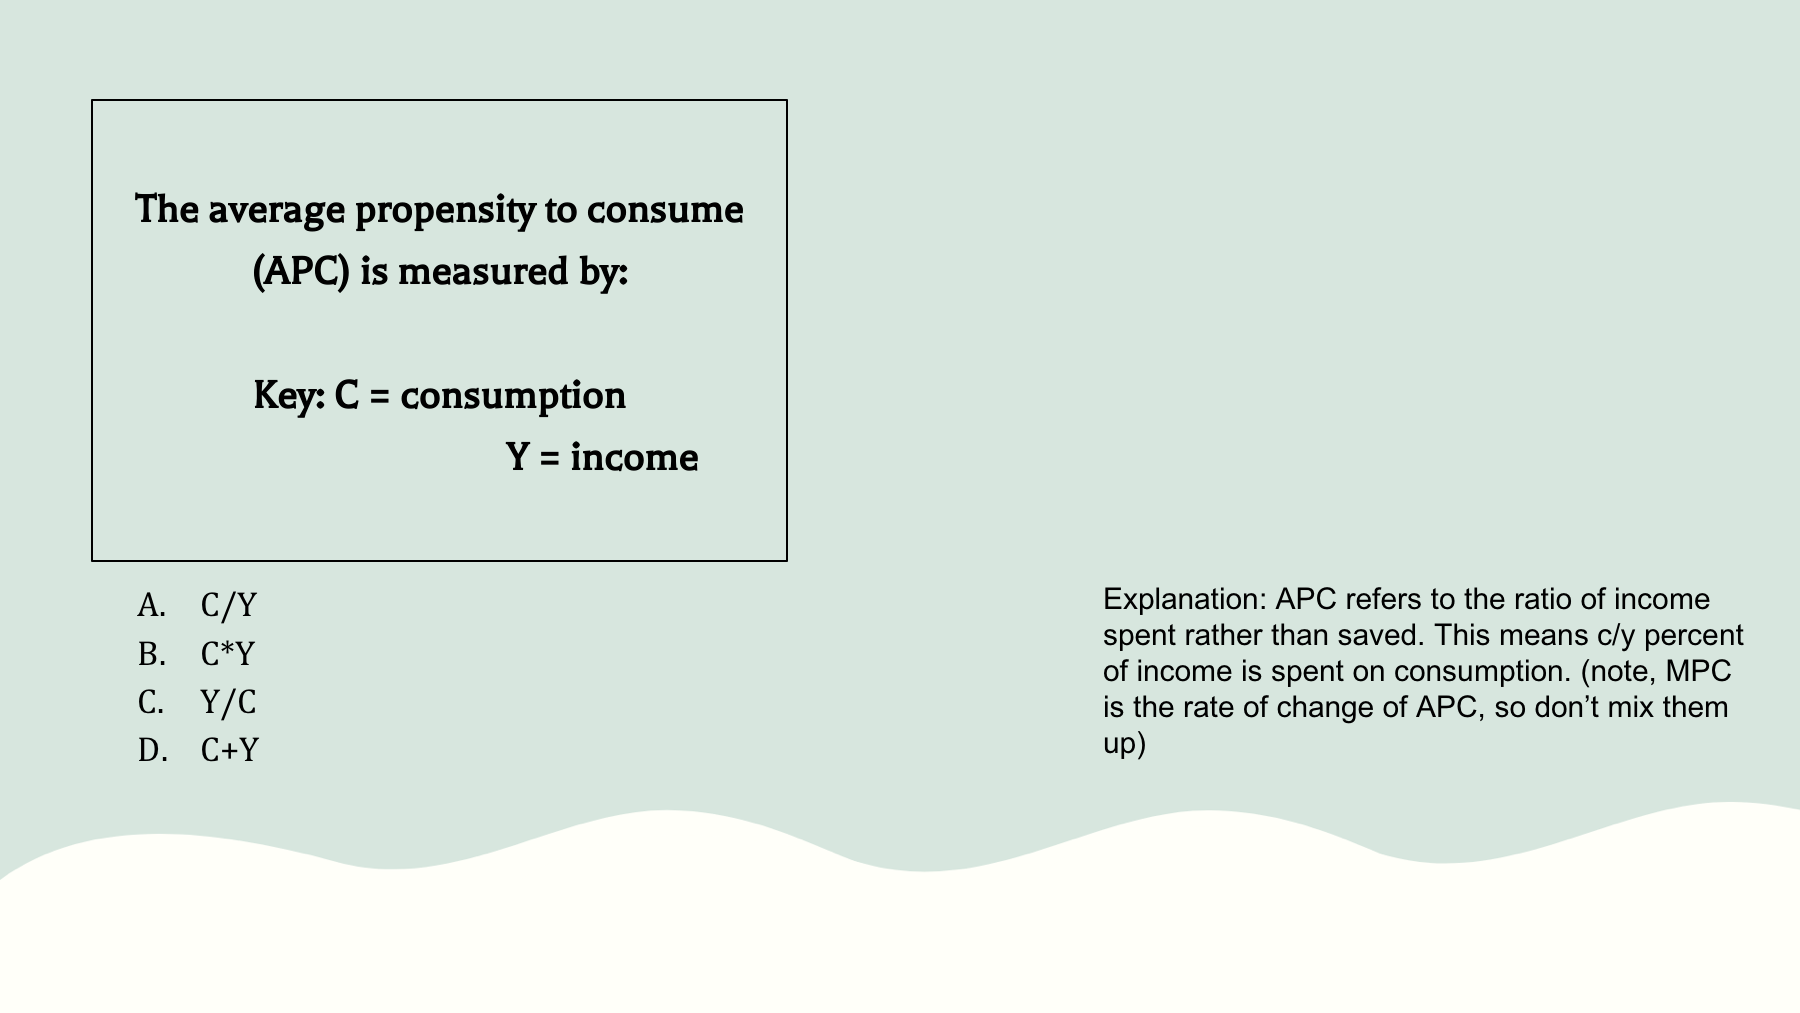 The average propensity to consume
(APC) is measured by:
Key: C = consumption
Y = income
A. C/Y
B. C*Y
C. Y/C
D. C+Y
Explanation: APC refers to the ratio of income
spent rather than saved. This means c/y percent
of income is spent on consumption. (note, MPC
is the rate of change of APC, so don’t mix them
up)